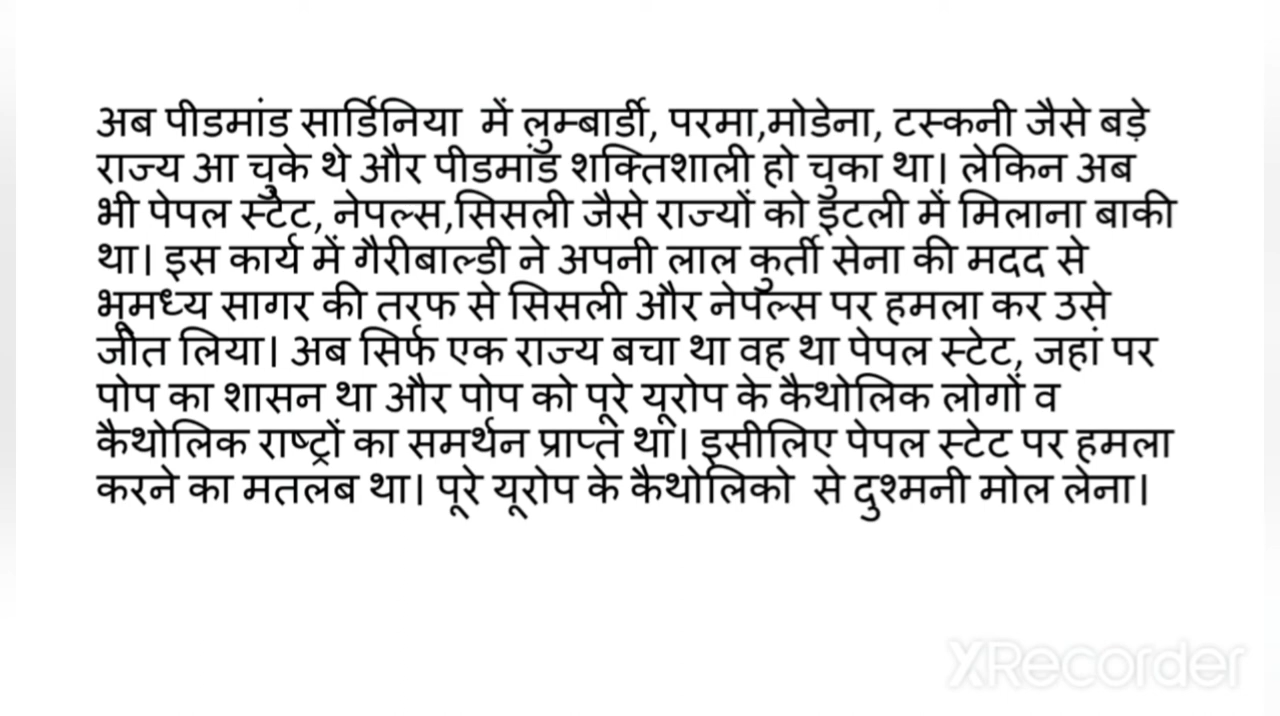 अब पीडमांड सार्डिनिया में लुम्बार्डी, परमा,मोडेना, टस्कनी जैसे बड़े
राज्य आ चुके थे और पीडमांड शक्तिशाली हो चुका था। लेकिन अब
भी पेपल स्टेट, नेपल्स,सिसली जैसे राज्यों को इटली में मिलाना बाकी
था। इस कार्य में गैरीबाल्डी ने अपनी लाल कुर्ती सेना की मदद से
भूमध्य सागर की तरफ से सिसली और नेपल्स पर हमला कर उसे
जीत लिया। अब सिर्फ एक राज्य बचा था वह था पेपल स्टेट, जहां पर
पोप का शासन था और पोप को पूरे यूरोप के कैथोलिक लोगों व
कैथोलिक राष्ट्रों का समर्थन प्राप्त था। इसीलिए पेपल स्टेट पर हमला
करने का मतलब था। पूरे यूरोप के कैथोलिको से दुश्मनी मोल लेना।
XRecorder